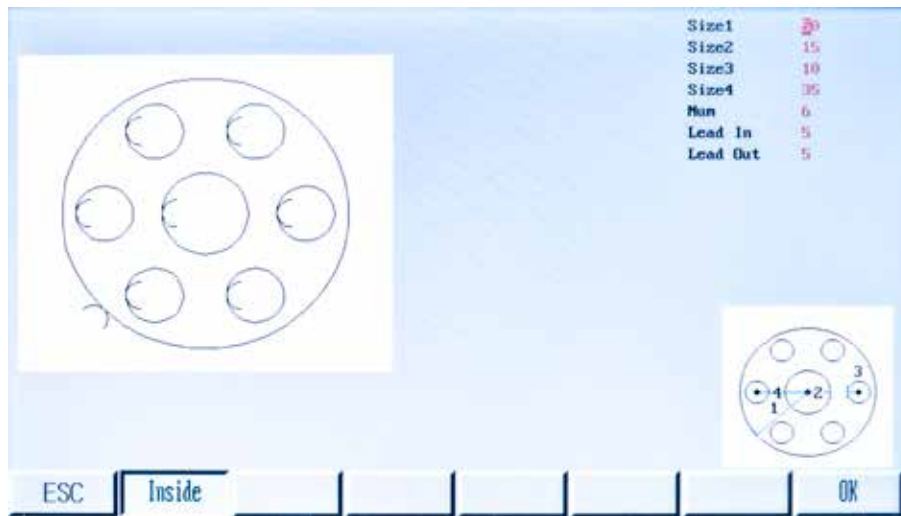 Size1
Size2 15
Size3 10
Size4 35
Num 6
Lead In 5
Lead Out 5
3
4 2
1
ESC Inside OK